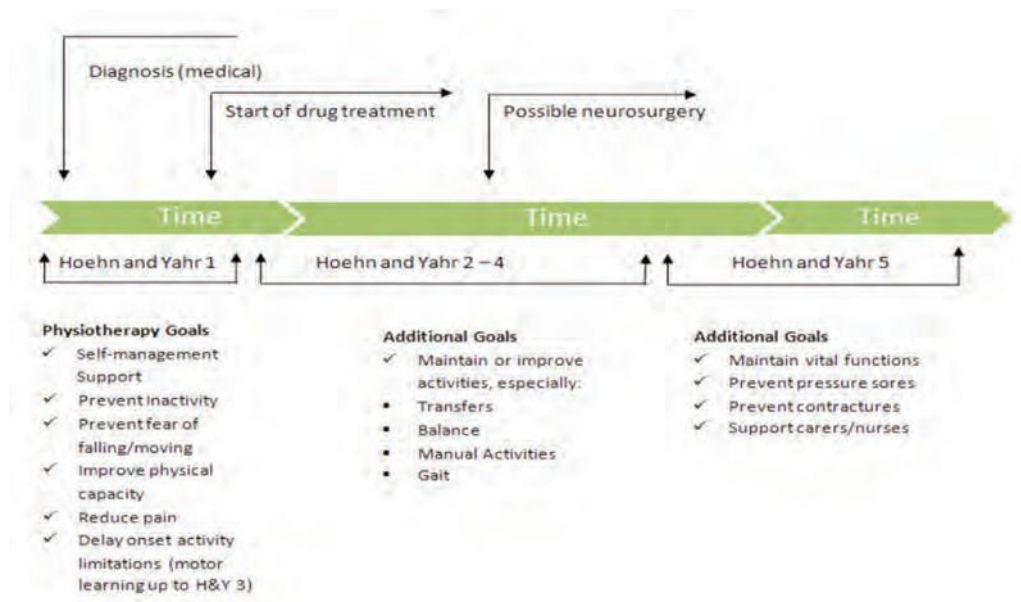 Diagnosis (medical)
Start of drug treatment
Possible neurosurgery
Time
Time
Time
Hoehn and Yahr 1
Hoehn and Yahr 2 – 4
Hoehn and Yahr 5
Physiotherapy Goals
✓ Self-management
Support
✓ Prevent Inactivity
✓ Prevent fear of
falling/moving
✓ Improve physical
capacity
✓ Reduce pain
✓ Delay onset activity
limitations (motor
learning up to H&Y 3)
Additional Goals
✓ Maintain or improve
activities, especially:
▪ Transfers
▪ Balance
▪ Manual Activities
▪ Gait
Additional Goals
✓ Maintain vital functions
✓ Prevent pressure sores
✓ Prevent contractures
✓ Support carers/nurses